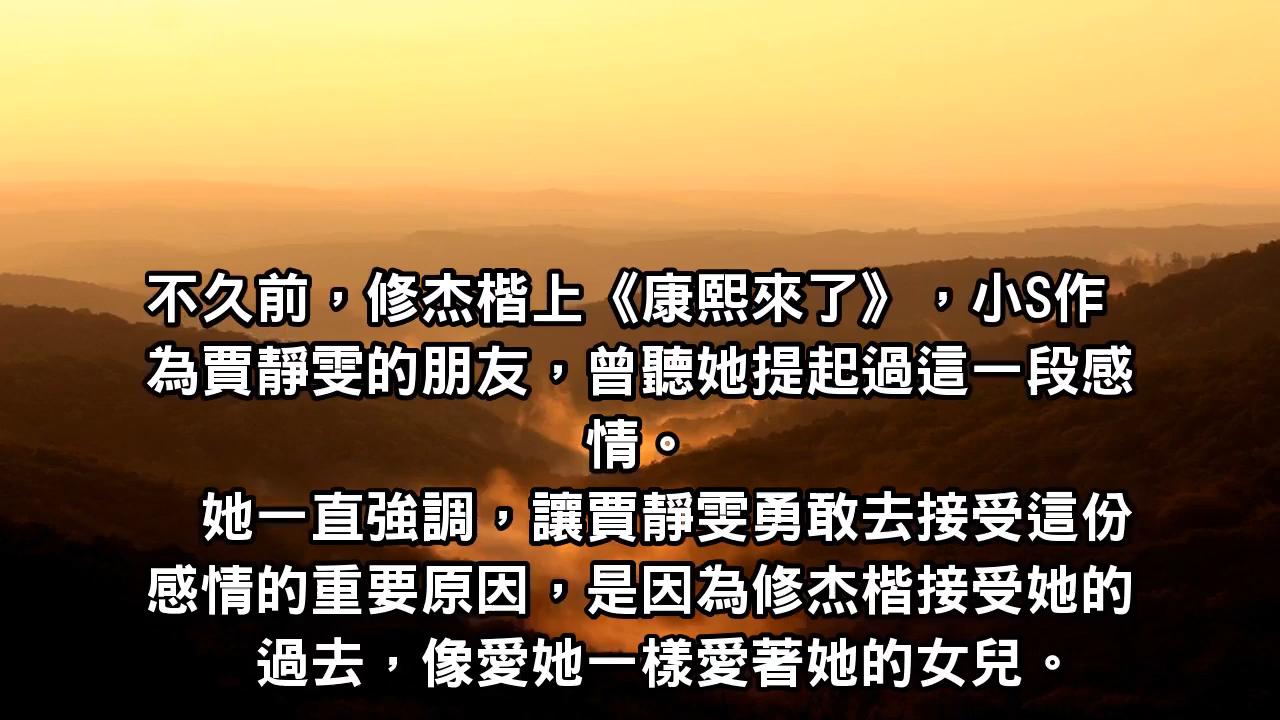 不久前，修杰楷上《康熙來了》，小S作
為賈靜雯的朋友，曾聽她提起過這一段感
情。
她一直強調，讓賈靜雯勇敢去接受這份
感情的重要原因，是因為修杰楷接受她的
過去，像愛她一樣愛著她的女兒。